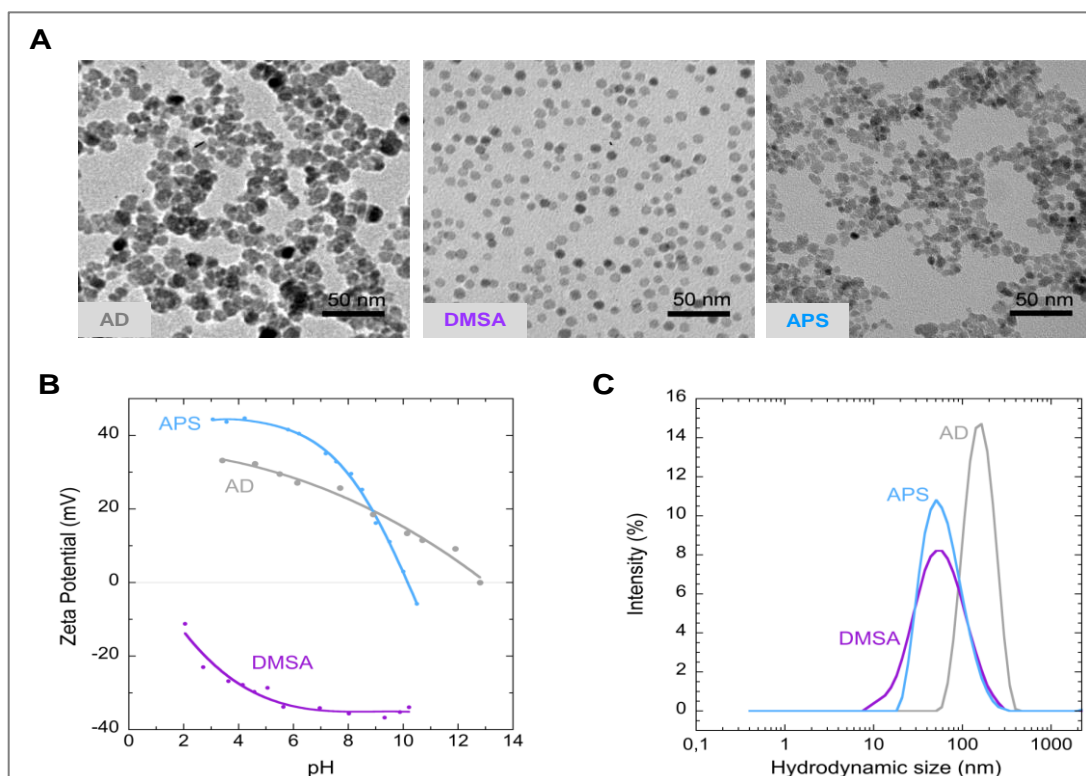 A
50 nm
AD
50 nm
DMSA
50 nm
APS
B
C
40
20
0
-20
-40
Zeta Potential (mV)
APS
AD
DMSA
0
2
4
6
8
10
12
14
pH
16
14
12
10
8
6
4
2
0
Intensity (%)
AD
APS
DMSA
0,1
1
10
100
1000
Hydrodynamic size (nm)